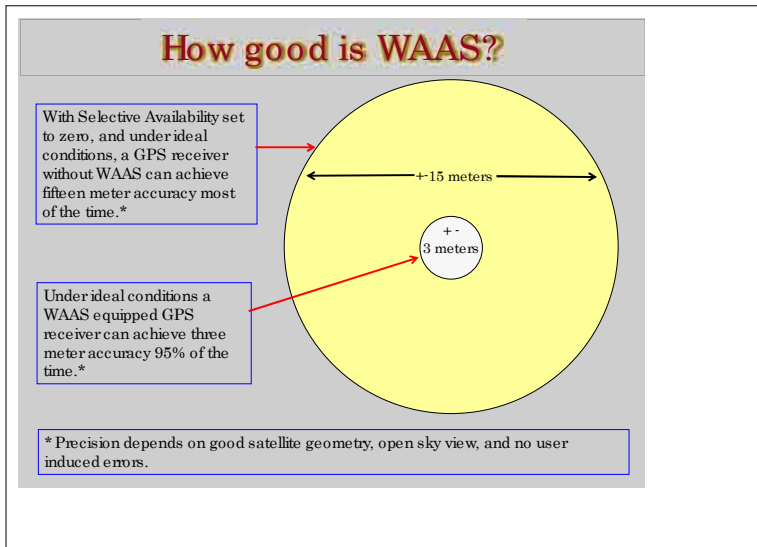 How good is WAAS?
With Selective Availability set
to zero, and under ideal
conditions, a GPS receiver
without WAAS can achieve
fifteen meter accuracy most
of the time.*
+-15 meters
+ -
3 meters
Under ideal conditions a
WAAS equipped GPS
receiver can achieve three
meter accuracy 95% of the
time.*
* Precision depends on good satellite geometry, open sky view, and no user
induced errors.